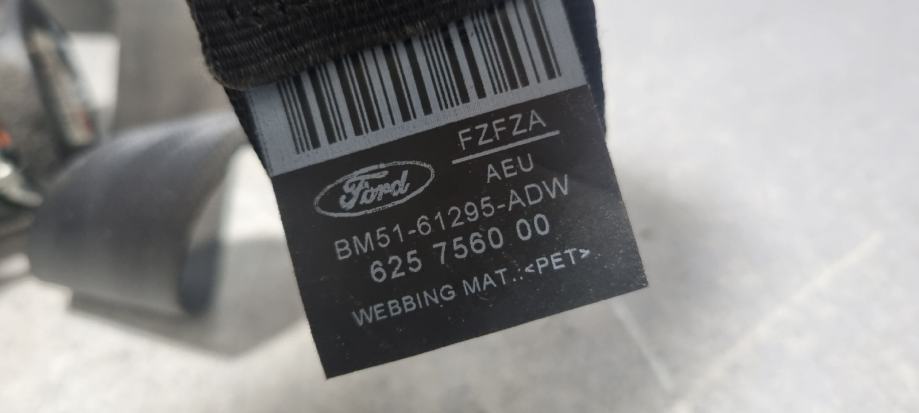 FZFZA
Ford
AEU
BM51-61295-ADW
625 7560 00
WEBBING MAT.:<PET>